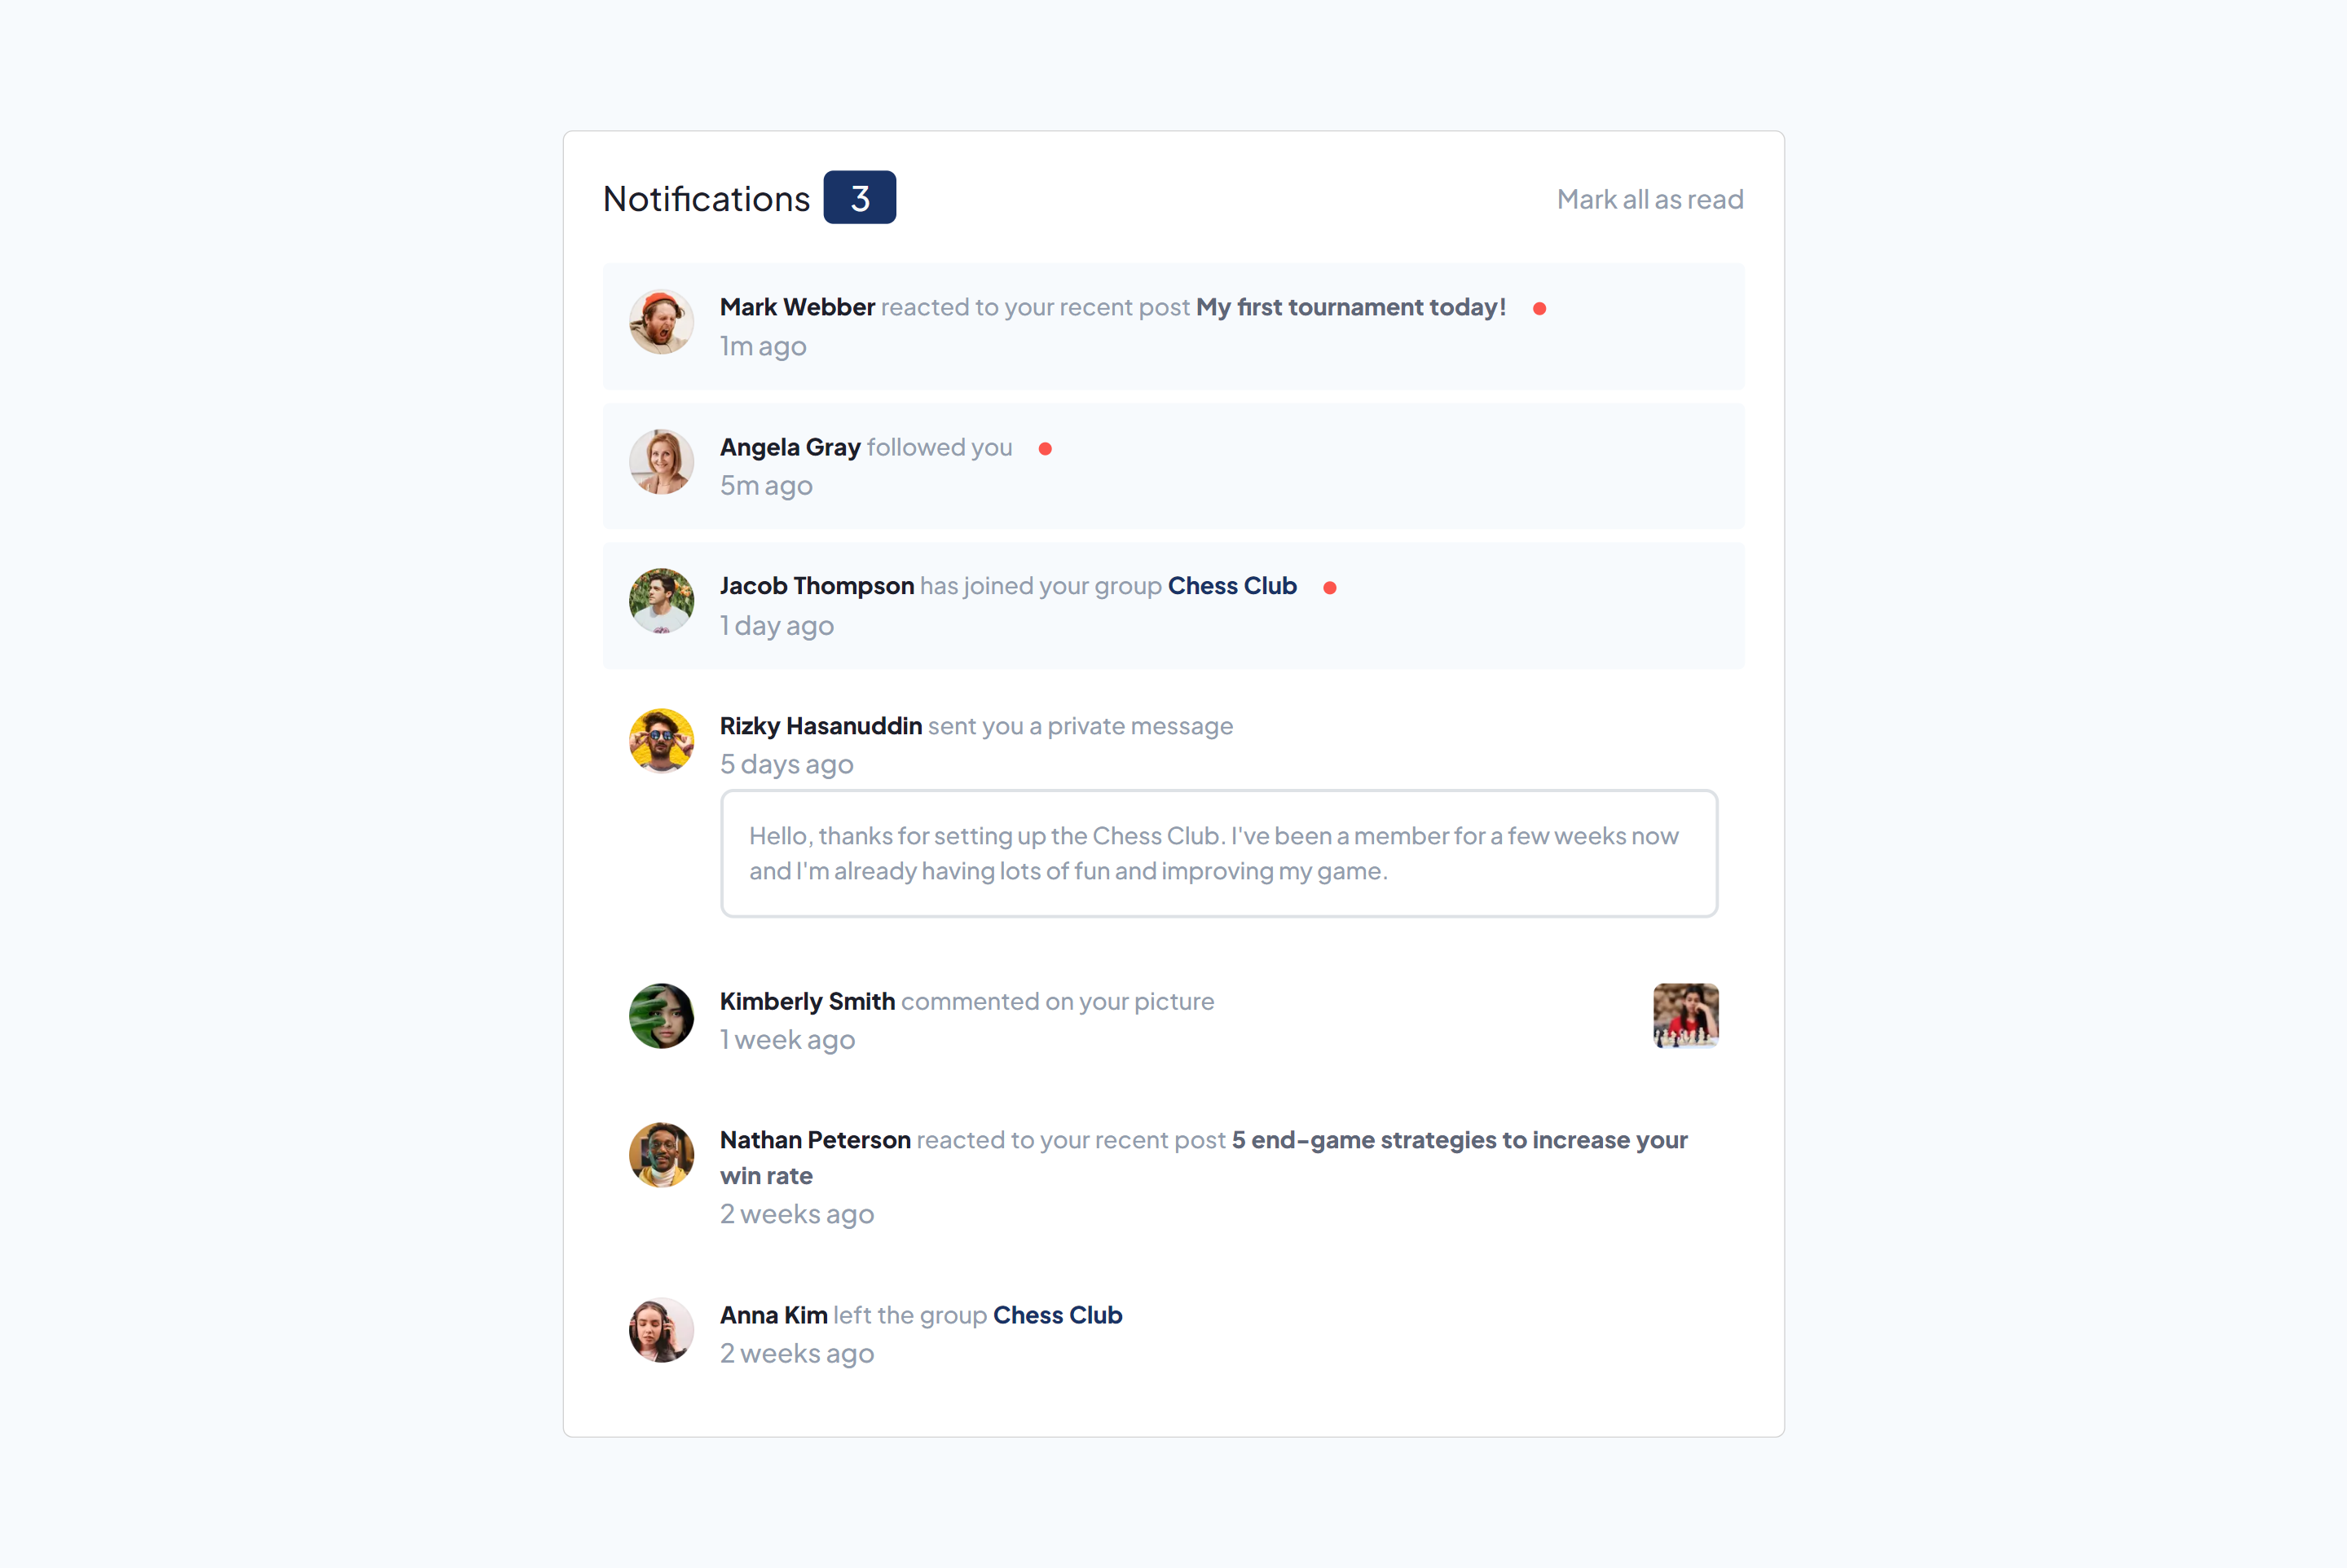 Notifications 3
Mark all as read
Mark Webber reacted to your recent post My first tournament today!
1m ago
Angela Gray followed you
5m ago
Jacob Thompson has joined your group Chess Club
1 day ago
Rizky Hasanuddin sent you a private message
5 days ago
Hello, thanks for setting up the Chess Club. I've been a member for a few weeks now
and I'm already having lots of fun and improving my game.
Kimberly Smith commented on your picture
1 week ago
Nathan Peterson reacted to your recent post 5 end-game strategies to increase your
win rate
2 weeks ago
Anna Kim left the group Chess Club
2 weeks ago